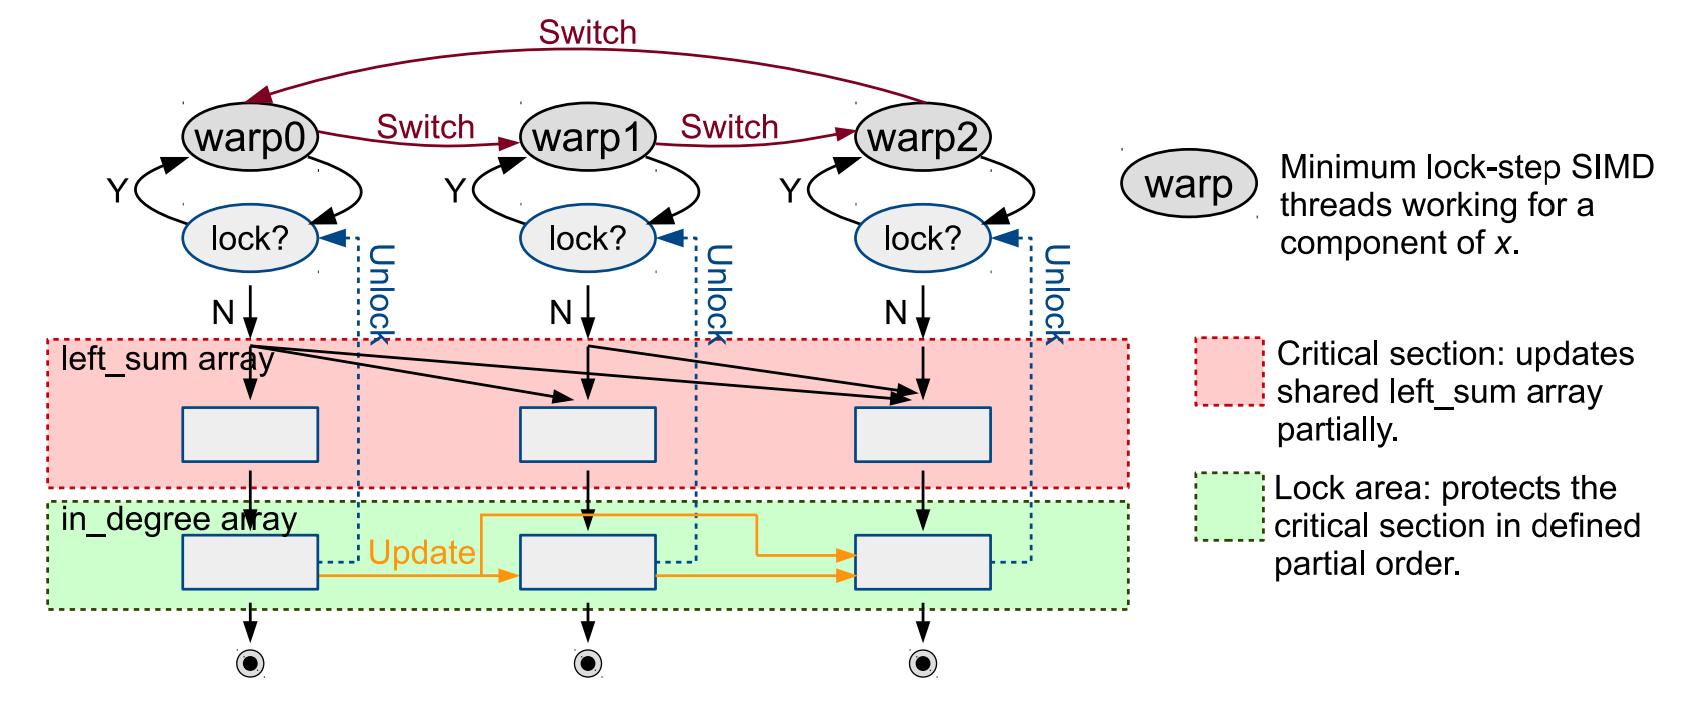 Switch
warp0
Switch
warp1
Switch
warp2
Y
Y
Y
lock?
lock?
lock?
Unlock
Unlock
Unlock
N
N
N
left_sum array
in_degree array
Update
warp
Minimum lock-step SIMD
threads working for a
component of x.
Critical section: updates
shared left_sum array
partially.
Lock area: protects the
critical section in defined
partial order.